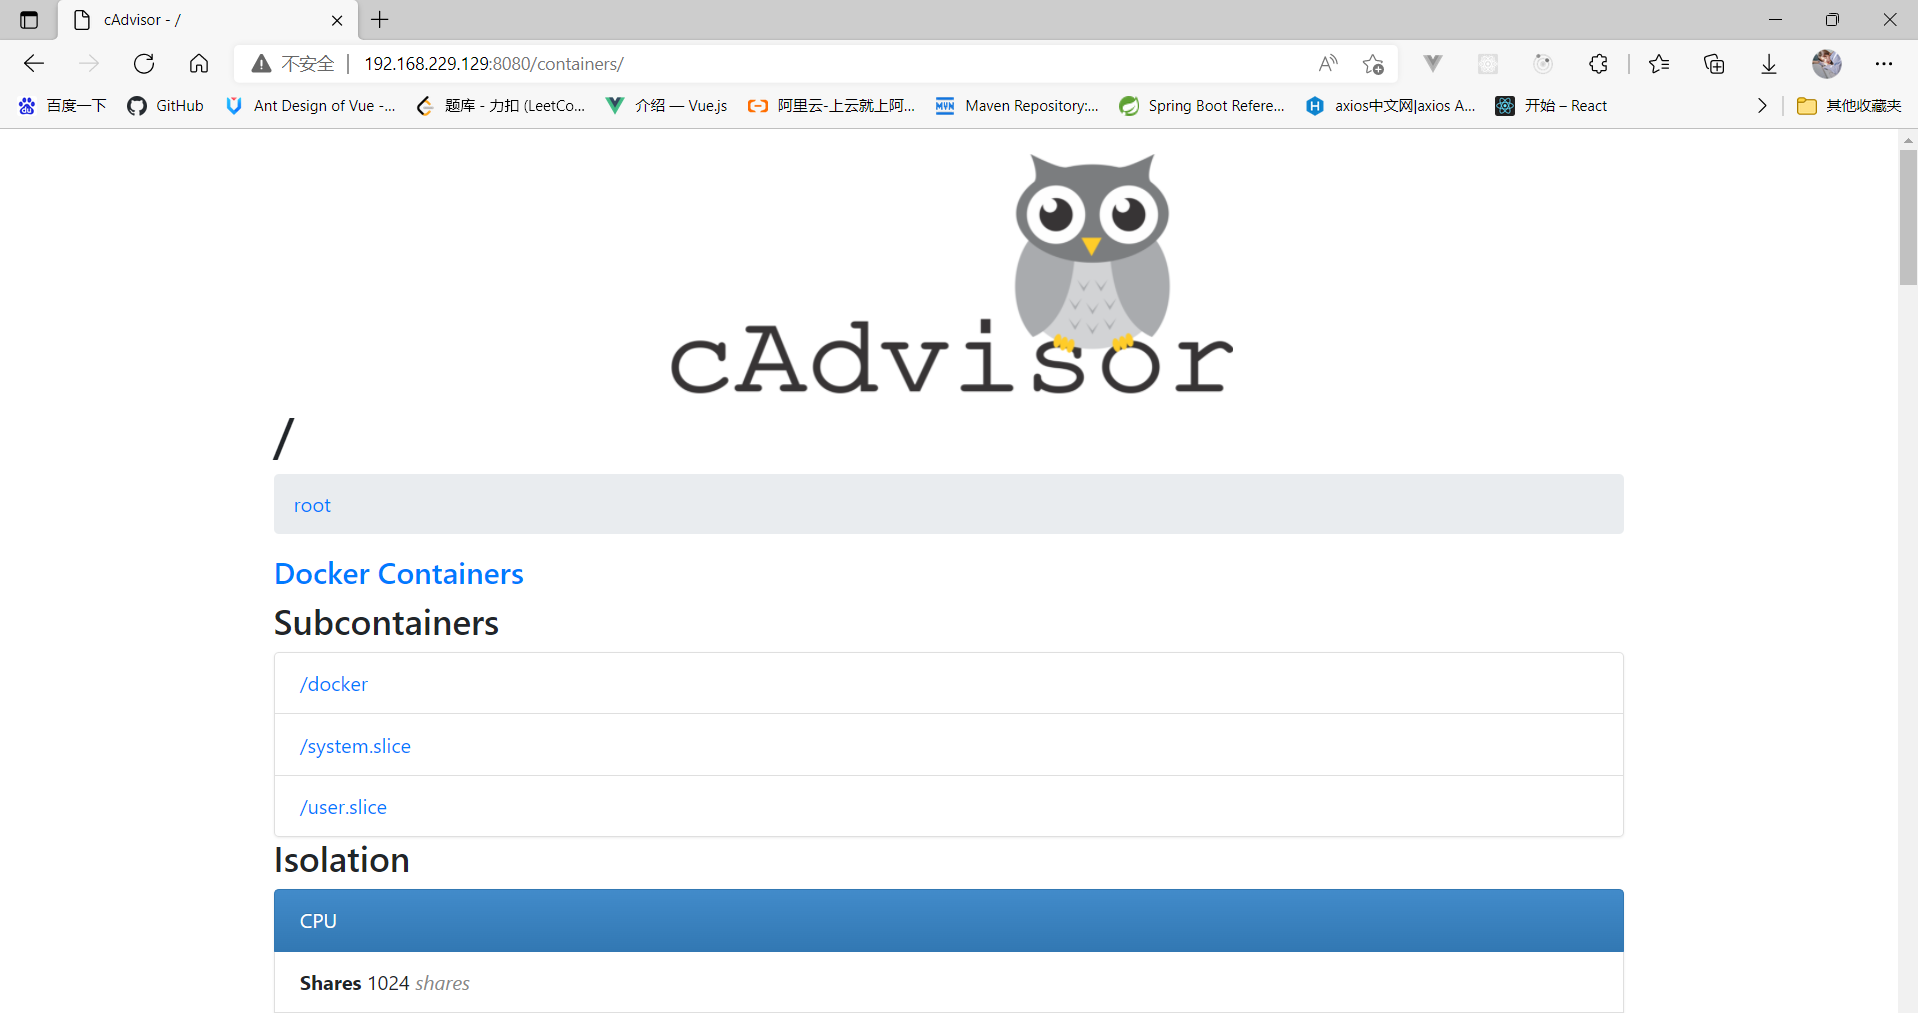 cAdvisor - /
不安全 | 192.168.229.129:8080/containers/
百度一下 GitHub Ant Design of Vue -... 题库 - 力扣 (LeetCo... 介绍 — Vue.js 阿里云-上云就上阿... Maven Repository:... Spring Boot Refere... axios中文网|axios A... 开始 – React 其他收藏夹
cAdvisor
/
root
Docker Containers
Subcontainers
/docker
/system.slice
/user.slice
Isolation
CPU
Shares 1024 shares